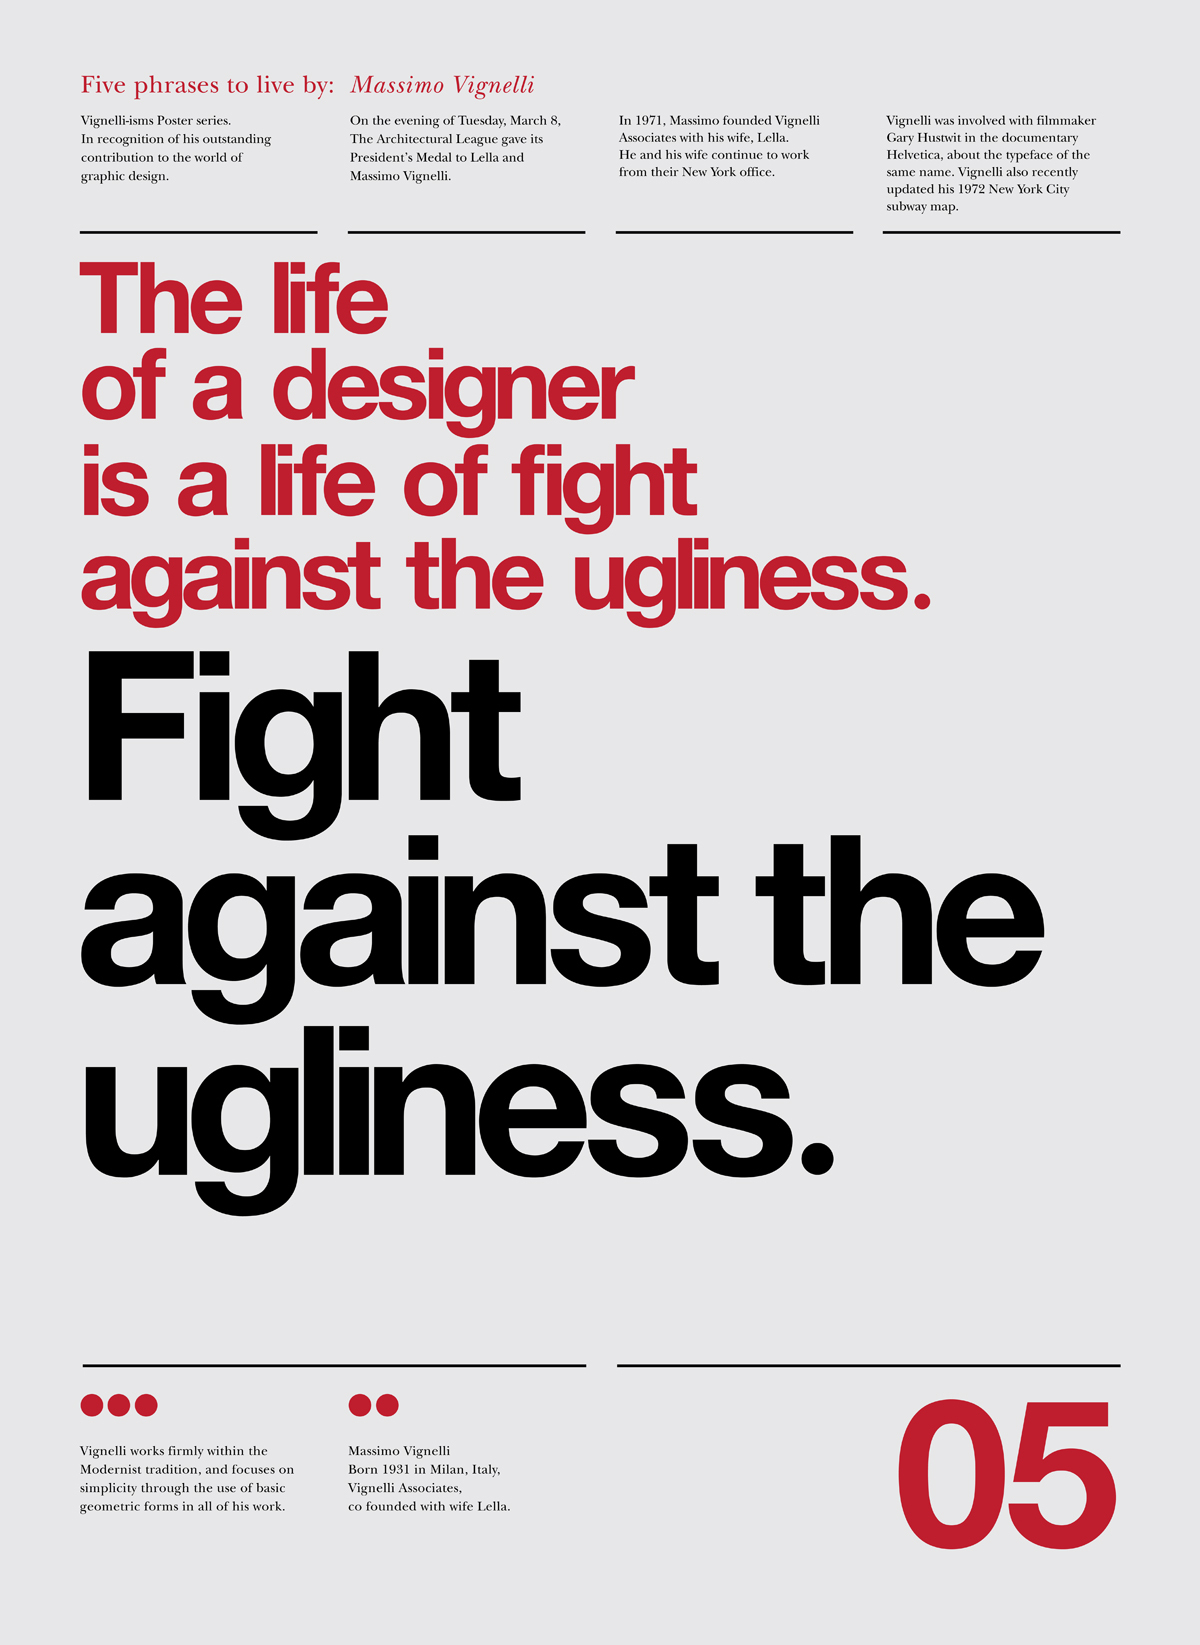 Five phrases to live by: Massimo Vignelli
Vignelli-isms Poster series.
In recognition of his outstanding
contribution to the world of
graphic design.
On the evening of Tuesday, March 8,
The Architectural League gave its
President’s Medal to Lella and
Massimo Vignelli.
In 1971, Massimo founded Vignelli
Associates with his wife, Lella.
He and his wife continue to work
from their New York office.
Vignelli was involved with filmmaker
Gary Hustwit in the documentary
Helvetica, about the typeface of the
same name. Vignelli also recently
updated his 1972 New York City
subway map.
The life
of a designer
is a life of fight
against the ugliness.
Fight
against the
ugliness.
Vignelli works firmly within the
Modernist tradition, and focuses on
simplicity through the use of basic
geometric forms in all of his work.
Massimo Vignelli
Born 1931 in Milan, Italy,
Vignelli Associates,
co founded with wife Lella.
05